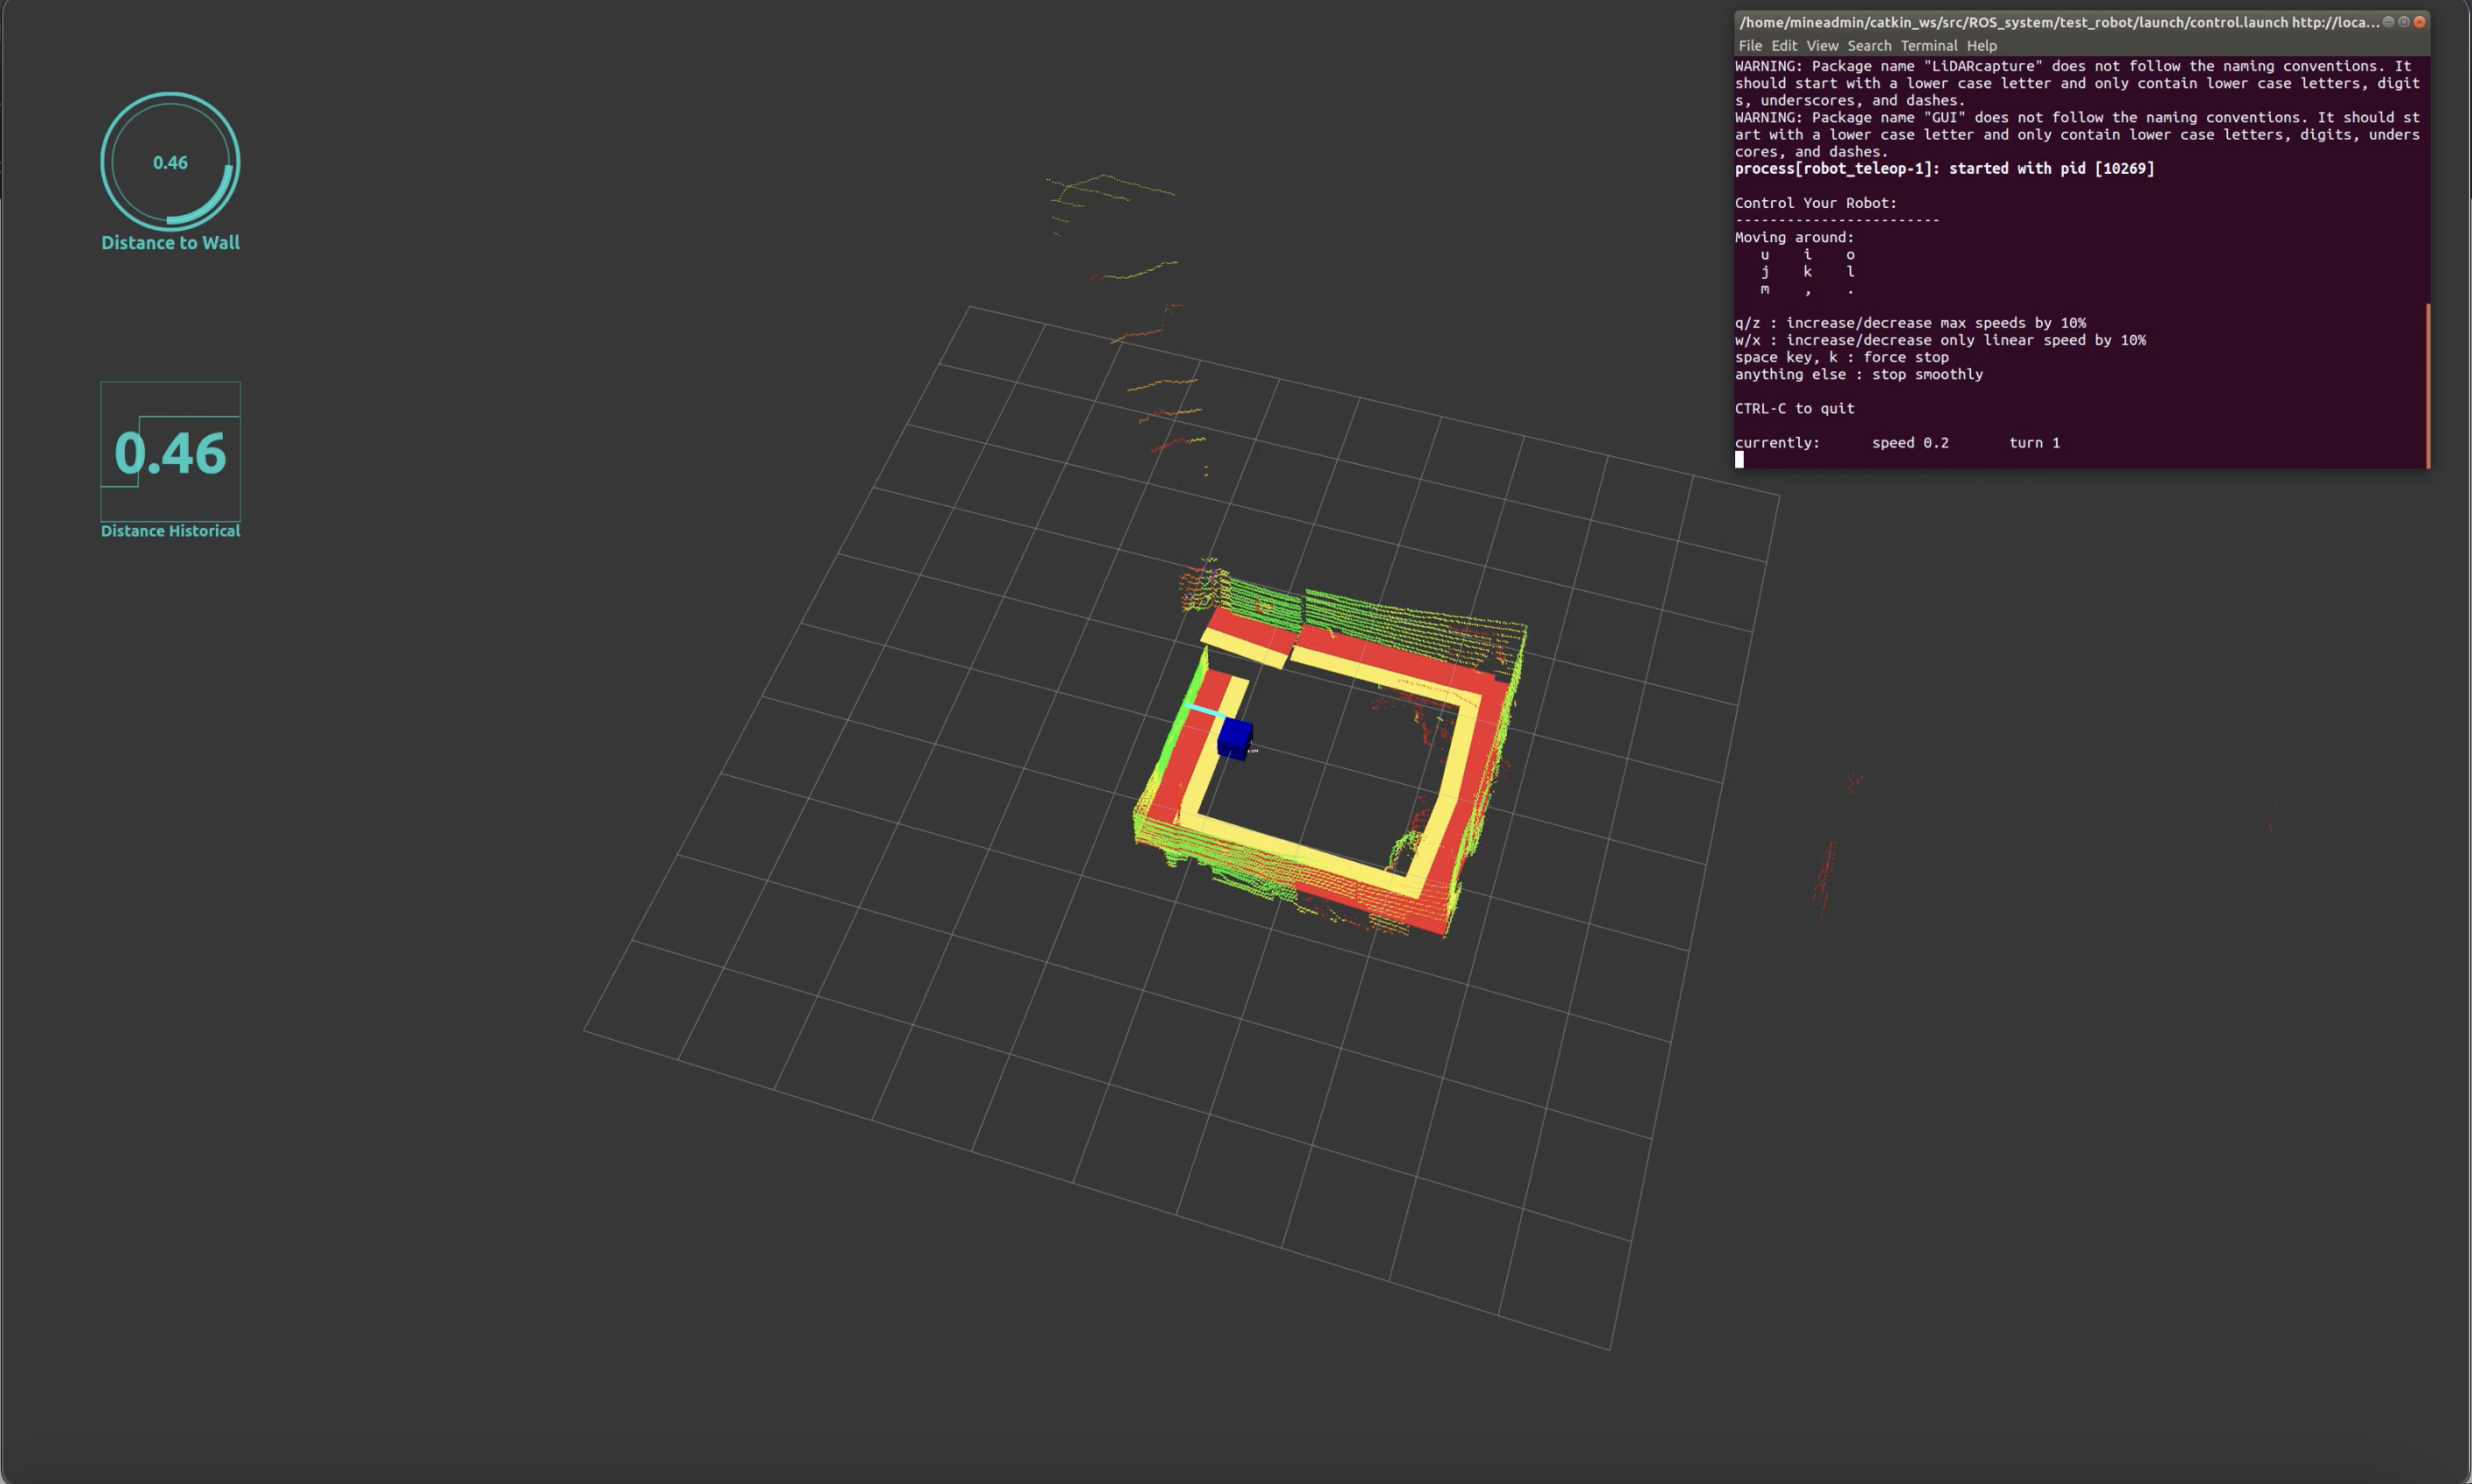 0.46
Distance to Wall
0.46
Distance Historical
/home/mineadmin/catkin_ws/src/ROS_system/test_robot/launch/control.launch http://loca...
File Edit View Search Terminal Help
WARNING: Package name "LiDARcapture" does not follow the naming conventions. It
should start with a lower case letter and only contain lower case letters, digit
s, underscores, and dashes.
WARNING: Package name "GUI" does not follow the naming conventions. It should st
art with a lower case letter and only contain lower case letters, digits, unders
cores, and dashes.
process[robot_teleop-1]: started with pid [10269]
Control Your Robot:
------------------------
Moving around:
u i o
j k l
m , .
q/z : increase/decrease max speeds by 10%
w/x : increase/decrease only linear speed by 10%
space key, k : force stop
anything else : stop smoothly
CTRL-C to quit
currently: speed 0.2 turn 1